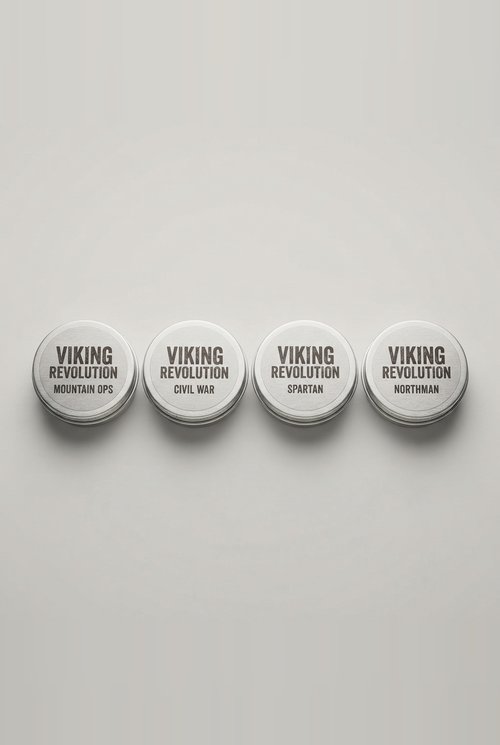 VIKING
REVOLUTION
MOUNTAIN OPS
VIKING
REVOLUTION
CIVIL WAR
VIKING
REVOLUTION
SPARTAN
VIKING
REVOLUTION
NORTHMAN